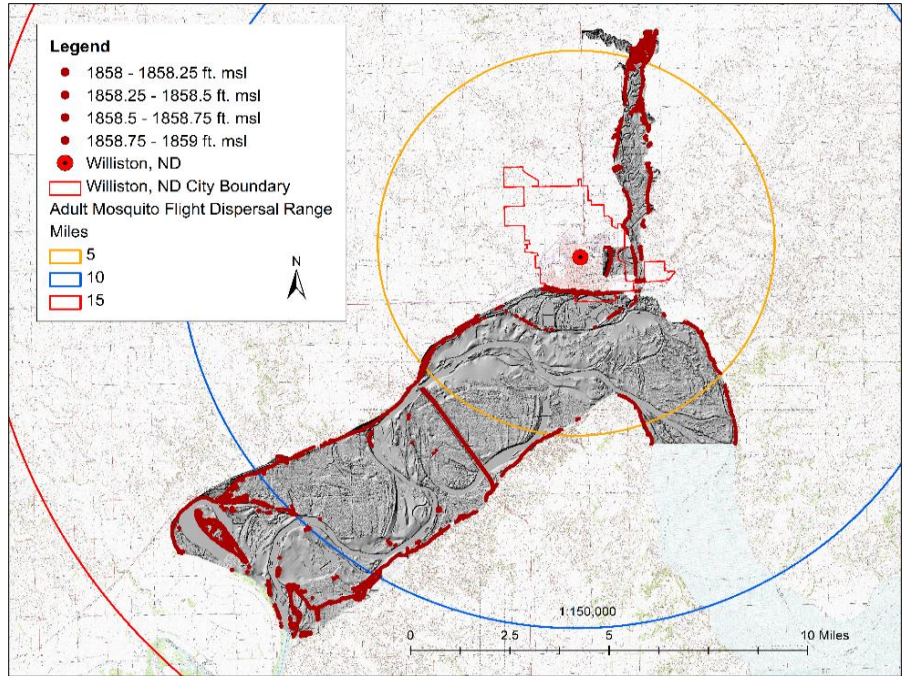 Legend
1858 - 1858.25 ft. msl
1858.25 - 1858.5 ft. msl
1858.5 - 1858.75 ft. msl
1858.75 - 1859 ft. msl
Williston, ND
Williston, ND City Boundary
Adult Mosquito Flight Dispersal Range
Miles
5
10
15
N
1:150,000
0 2.5 5 10 Miles